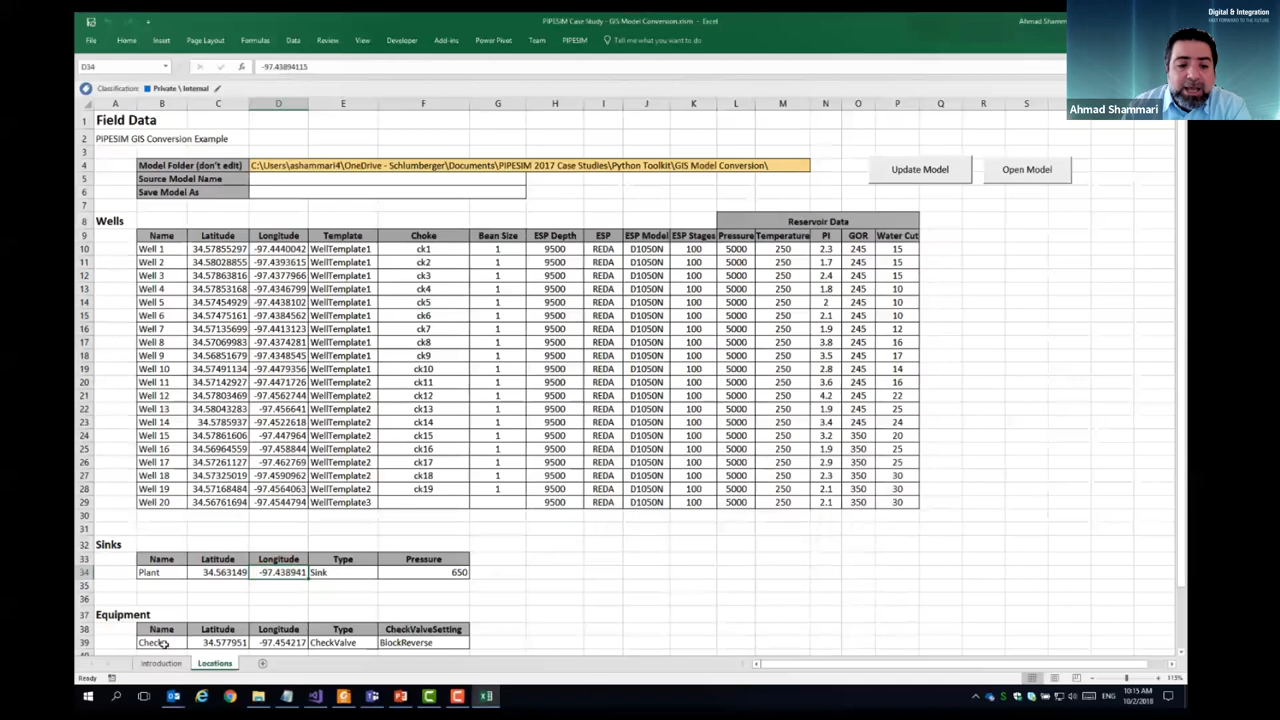 PIPESIM Case Study - GIS Model Conversion.xlsm - Excel
Ahmad Shammari
Digital & Integration
FAST FORWARD TO THE FUTURE
File Home Insert Page Layout Formulas Data Review View Developer Add-ins Power Pivot Team PIPESIM Tell me what you want to do
D34 fx -97.43894115
Ahmad Shammari
Classification: Private \ Internal
A B C D E F G H I J K L M N O P Q R S T
1 Field Data
2 PIPESIM GIS Conversion Example
3
4 Model Folder (don't edit) C:\Users\ashammari4\OneDrive - Schlumberger\Documents\PIPESIM 2017 Case Studies\Python Toolkit\GIS Model Conversion\ Update Model Open Model
5 Source Model Name
6 Save Model As
7
8 Wells Reservoir Data
9 Name Latitude Longitude Template Choke Bean Size ESP Depth ESP ESP Model ESP Stages Pressure Temperature PI GOR Water Cut
10 Well 1 34.57855297 -97.4440042 WellTemplate1 ck1 1 9500 REDA D1050N 100 5000 250 2.3 245 15
11 Well 2 34.58028855 -97.4393615 WellTemplate1 ck2 1 9500 REDA D1050N 100 5000 250 1.7 245 15
12 Well 3 34.57863816 -97.4377966 WellTemplate1 ck3 1 9500 REDA D1050N 100 5000 250 2.4 245 15
13 Well 4 34.57853168 -97.4346799 WellTemplate1 ck4 1 9500 REDA D1050N 100 5000 250 1.8 245 10
14 Well 5 34.57454929 -97.4438102 WellTemplate1 ck5 1 9500 REDA D1050N 100 5000 250 2 245 10
15 Well 6 34.57475161 -97.4384562 WellTemplate1 ck6 1 9500 REDA D1050N 100 5000 250 2.1 245 10
16 Well 7 34.57135699 -97.4413123 WellTemplate1 ck7 1 9500 REDA D1050N 100 5000 250 1.9 245 12
17 Well 8 34.57069983 -97.4374281 WellTemplate1 ck8 1 9500 REDA D1050N 100 5000 250 3.8 245 16
18 Well 9 34.56851679 -97.4348545 WellTemplate1 ck9 1 9500 REDA D1050N 100 5000 250 3.5 245 17
19 Well 10 34.57491134 -97.4479356 WellTemplate1 ck10 1 9500 REDA D1050N 100 5000 250 2.8 245 14
20 Well 11 34.57142927 -97.4471726 WellTemplate2 ck11 1 9500 REDA D1050N 100 5000 250 3.6 245 16
21 Well 12 34.57803469 -97.4562744 WellTemplate2 ck12 1 9500 REDA D1050N 100 5000 250 4.2 245 22
22 Well 13 34.58043283 -97.456641 WellTemplate2 ck13 1 9500 REDA D1050N 100 5000 250 1.9 245 25
23 Well 14 34.5785937 -97.4522618 WellTemplate2 ck14 1 9500 REDA D1050N 100 5000 250 3.4 245 24
24 Well 15 34.57861606 -97.447964 WellTemplate2 ck15 1 9500 REDA D1050N 100 5000 250 3.2 350 20
25 Well 16 34.56964559 -97.458844 WellTemplate2 ck16 1 9500 REDA D1050N 100 5000 250 1.9 350 25
26 Well 17 34.57261127 -97.462769 WellTemplate2 ck17 1 9500 REDA D1050N 100 5000 250 2.9 350 25
27 Well 18 34.57325019 -97.4590962 WellTemplate2 ck18 1 9500 REDA D1050N 100 5000 250 2.3 350 30
28 Well 19 34.57168484 -97.4564063 WellTemplate2 ck19 1 9500 REDA D1050N 100 5000 250 2.1 350 30
29 Well 20 34.56761694 -97.4544794 WellTemplate3 9500 REDA D1050N 100 5000 250 2.1 350 30
30
31
32 Sinks
33 Name Latitude Longitude Type Pressure
34 Plant 34.563149 -97.438941 Sink 650
35
36
37 Equipment
38 Name Latitude Longitude Type CheckValveSetting
39 34.577951 -97.454217 CheckValve BlockReverse
Introduction Locations
Ready 115%
ENG 10:15 AM
10/2/2018